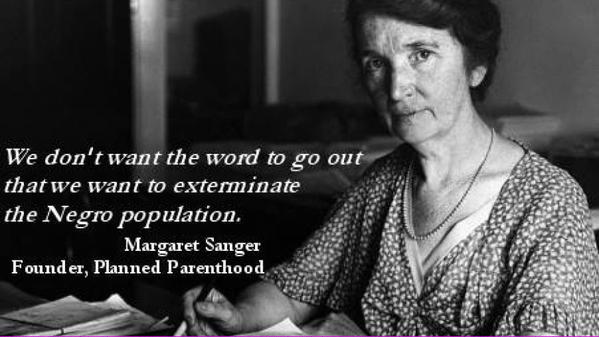 We don't want the word to go out
that we want to exterminate
the Negro population.
Margaret Sanger
Founder, Planned Parenthood